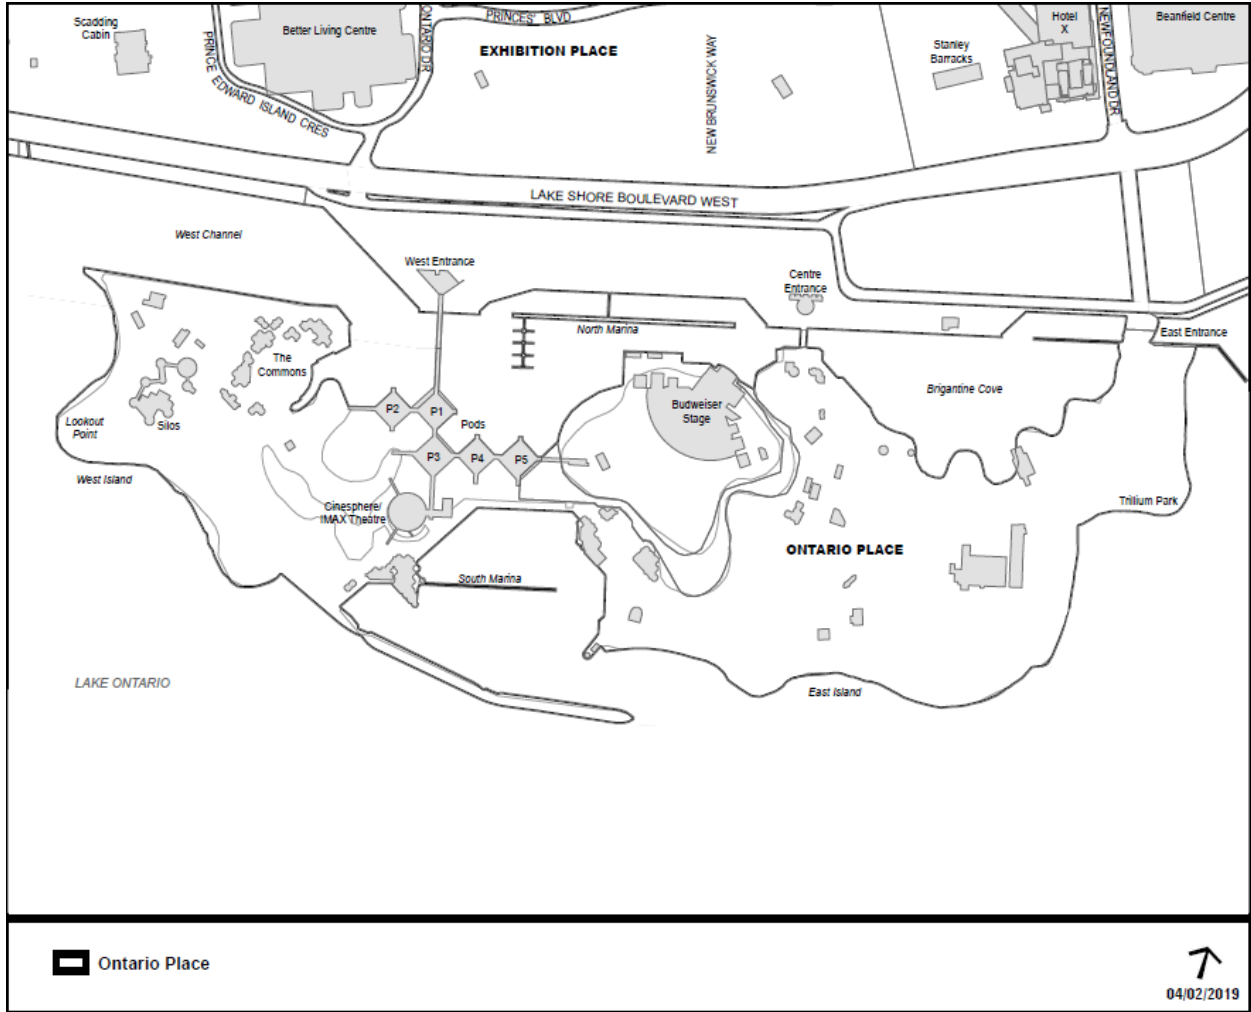 Scadding
Cabin
Better Living Centre
ONTARIO DR
PRINCES' BLVD
EXHIBITION PLACE
NEW BRUNSWICK WAY
Stanley
Barracks
Hotel
X
NEWFOUNDLAND DR
Beanfield Centre
PRINCE EDWARD ISLAND CRES
LAKE SHORE BOULEVARD WEST
West Channel
West Entrance
Centre
Entrance
North Marina
East Entrance
The
Commons
Brigantine Cove
P2
P1
Budweiser
Stage
Lookout
Point
Silos
Pods
P3
P4
P5
West Island
Trillium Park
Cinesphere/
IMAX Theatre
ONTARIO PLACE
South Marina
LAKE ONTARIO
East Island
Ontario Place
04/02/2019